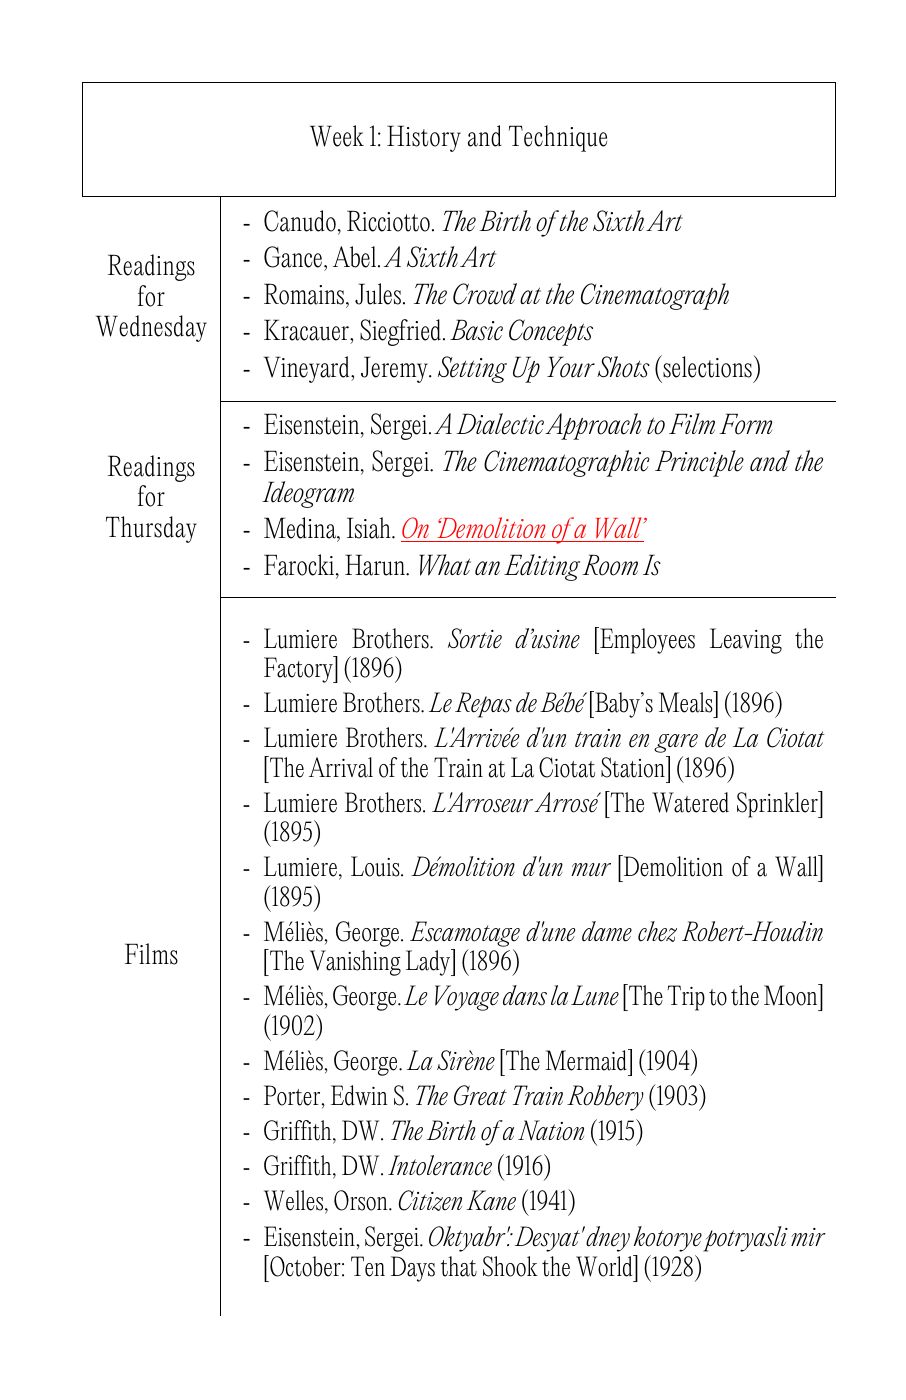 Week 1: History and Technique
Readings
for
Wednesday
- Canudo, Ricciotto. The Birth of the Sixth Art
- Gance, Abel. A Sixth Art
- Romains, Jules. The Crowd at the Cinematograph
- Kracauer, Siegfried. Basic Concepts
- Vineyard, Jeremy. Setting Up Your Shots (selections)
Readings
for
Thursday
- Eisenstein, Sergei. A Dialectic Approach to Film Form
- Eisenstein, Sergei. The Cinematographic Principle and the
Ideogram
- Medina, Isiah. On ‘Demolition of a Wall’
- Farocki, Harun. What an Editing Room Is
Films
- Lumiere Brothers. Sortie d’usine [Employees Leaving the
Factory] (1896)
- Lumiere Brothers. Le Repas de Bébé [Baby’s Meals] (1896)
- Lumiere Brothers. L'Arrivée d'un train en gare de La Ciotat
[The Arrival of the Train at La Ciotat Station] (1896)
- Lumiere Brothers. L'Arroseur Arrosé [The Watered Sprinkler]
(1895)
- Lumiere, Louis. Démolition d'un mur [Demolition of a Wall]
(1895)
- Méliès, George. Escamotage d'une dame chez Robert-Houdin
[The Vanishing Lady] (1896)
- Méliès, George. Le Voyage dans la Lune [The Trip to the Moon]
(1902)
- Méliès, George. La Sirène [The Mermaid] (1904)
- Porter, Edwin S. The Great Train Robbery (1903)
- Griffith, DW. The Birth of a Nation (1915)
- Griffith, DW. Intolerance (1916)
- Welles, Orson. Citizen Kane (1941)
- Eisenstein, Sergei. Oktyabr': Desyat' dney kotorye potryasli mir
[October: Ten Days that Shook the World] (1928)